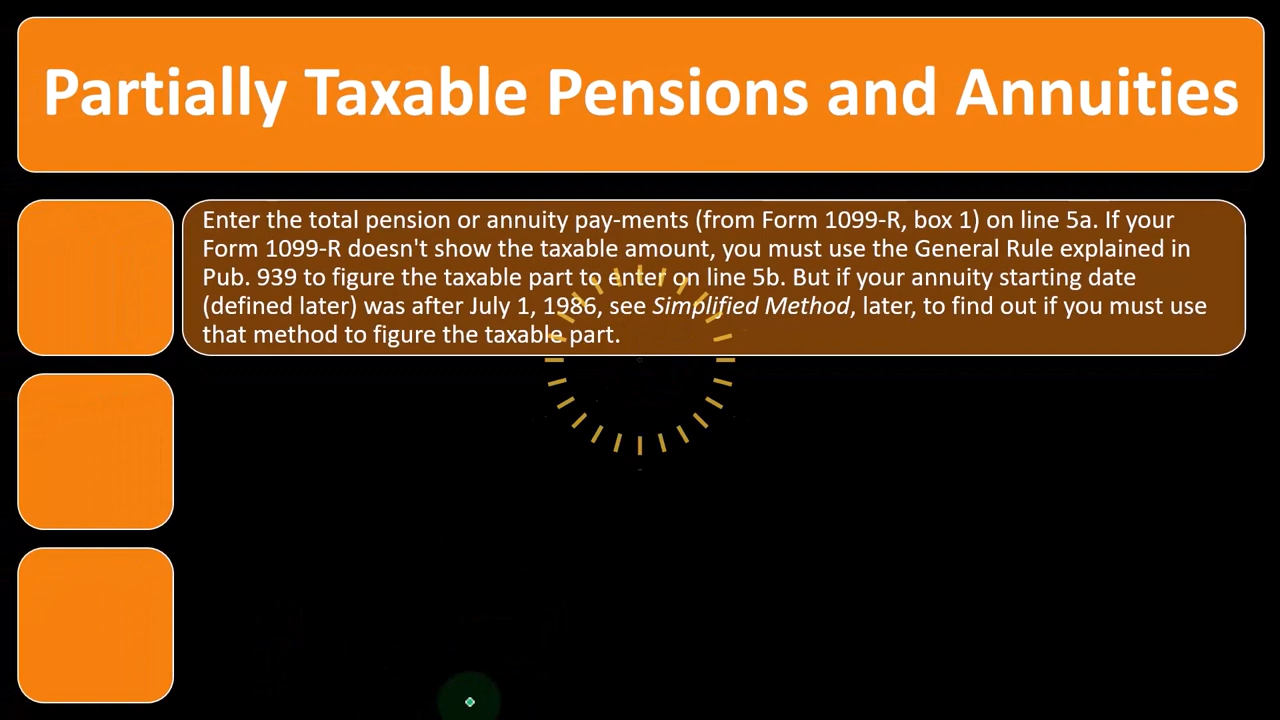 Partially Taxable Pensions and Annuities
Enter the total pension or annuity pay-ments (from Form 1099-R, box 1) on line 5a. If your
Form 1099-R doesn't show the taxable amount, you must use the General Rule explained in
Pub. 939 to figure the taxable part to enter on line 5b. But if your annuity starting date
(defined later) was after July 1, 1986, see Simplified Method, later, to find out if you must use
that method to figure the taxable part.